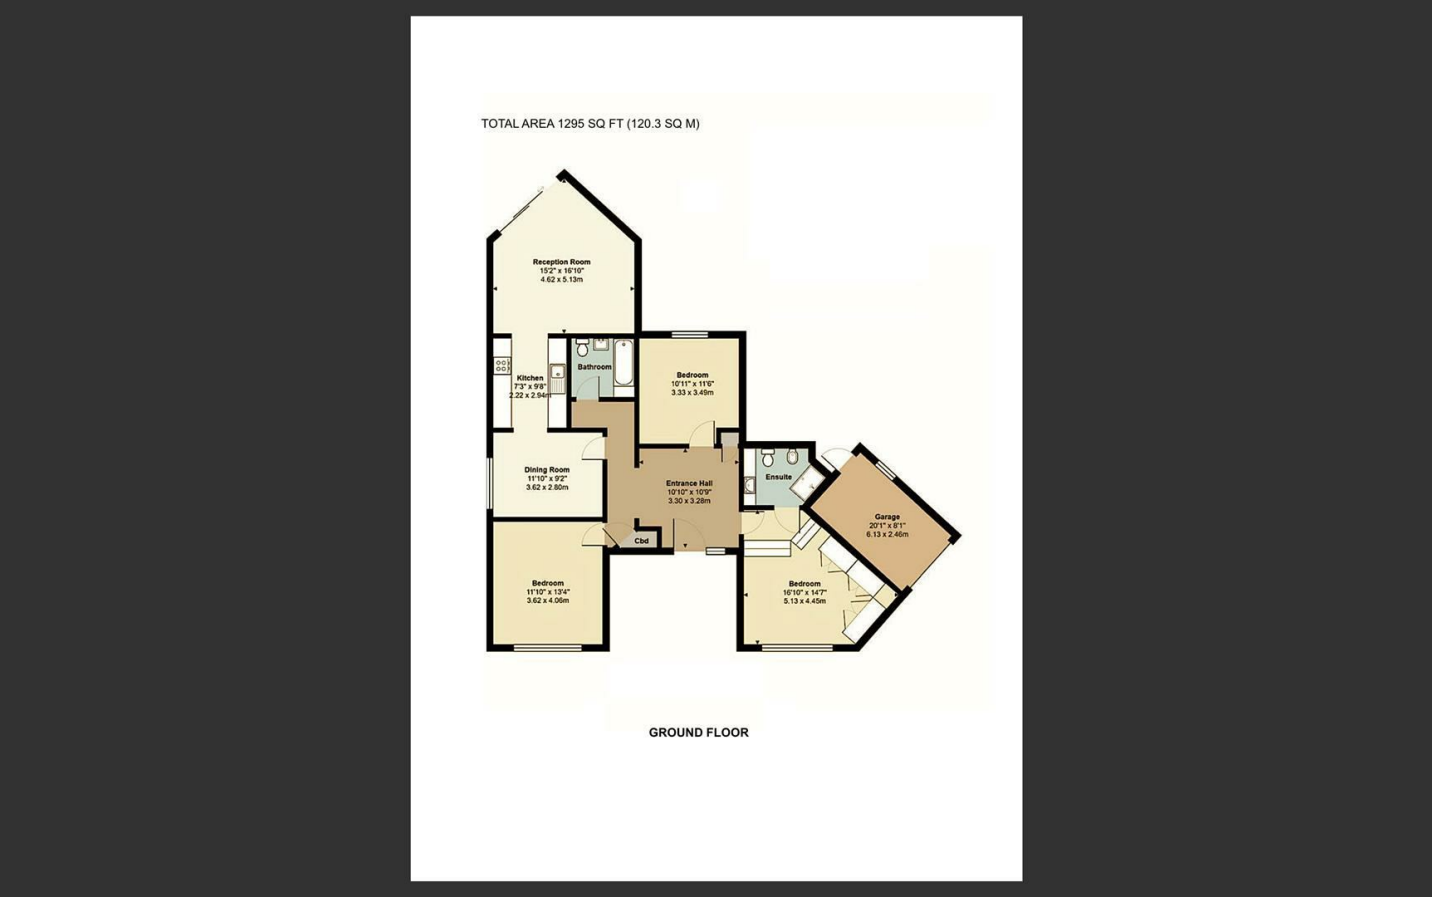 TOTAL AREA 1295 SQ FT (120.3 SQ M)
Reception Room
15'2" x 16'10"
4.62 x 5.13m
Bathroom
Kitchen
7'3" x 9'8"
2.22 x 2.94m
Bedroom
10'11" x 11'6"
3.33 x 3.49m
Dining Room
11'10" x 9'2"
3.62 x 2.80m
Entrance Hall
10'10" x 10'9"
3.30 x 3.28m
Ensuite
Garage
20'1" x 8'1"
6.13 x 2.46m
Cbd
Bedroom
11'10" x 13'4"
3.62 x 4.06m
Bedroom
16'10" x 14'7"
5.13 x 4.45m
GROUND FLOOR